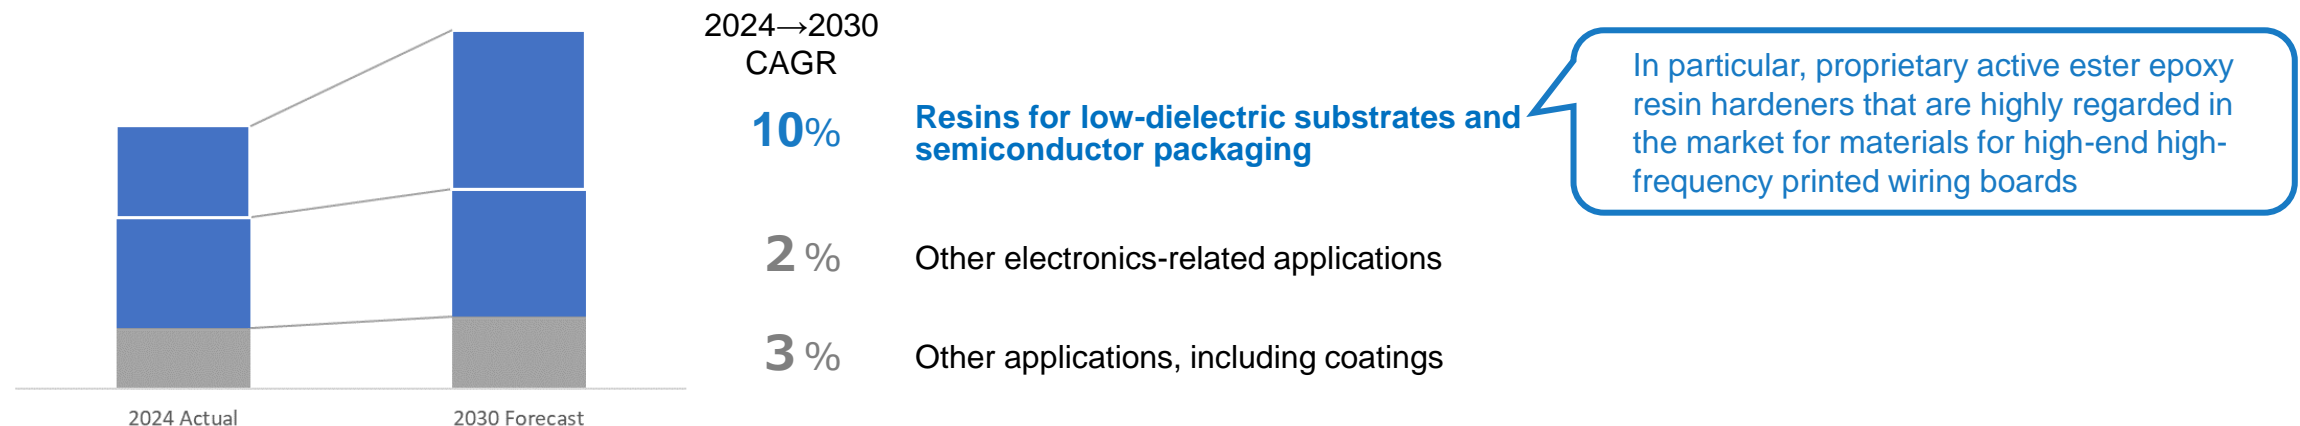 2024→2030
CAGR
10%
Resins for low-dielectric substrates and
semiconductor packaging
In particular, proprietary active ester epoxy
resin hardeners that are highly regarded in
the market for materials for high-end high-
frequency printed wiring boards
2 %
Other electronics-related applications
3 %
Other applications, including coatings
2024 Actual
2030 Forecast